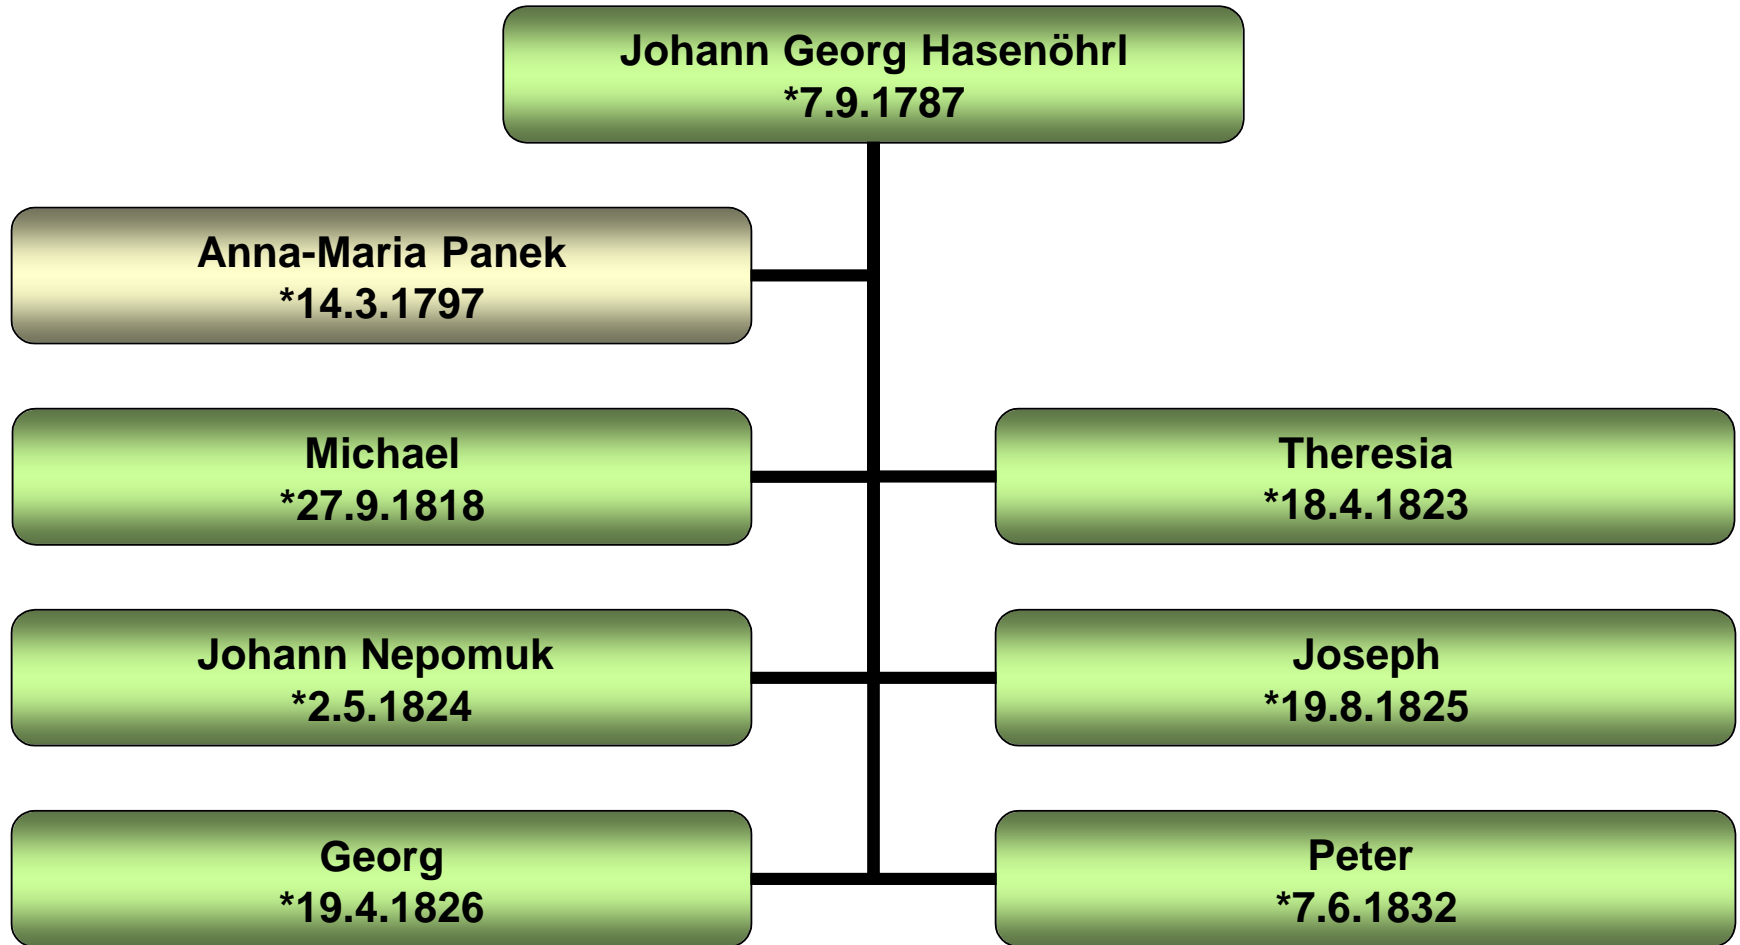 Johann Georg Hasenöhrl
*7.9.1787
Anna-Maria Panek
*14.3.1797
Michael
*27.9.1818
Theresia
*18.4.1823
Johann Nepomuk
*2.5.1824
Joseph
*19.8.1825
Georg
*19.4.1826
Peter
*7.6.1832